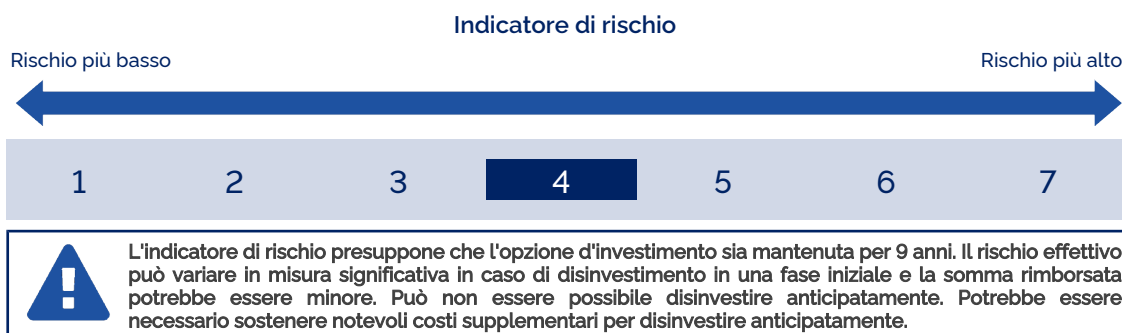 Indicatore di rischio
Rischio più basso
Rischio più alto
1 2 3 4 5 6 7
L'indicatore di rischio presuppone che l'opzione d'investimento sia mantenuta per 9 anni. Il rischio effettivo
può variare in misura significativa in caso di disinvestimento in una fase iniziale e la somma rimborsata
potrebbe essere minore. Può non essere possibile disinvestire anticipatamente. Potrebbe essere
necessario sostenere notevoli costi supplementari per disinvestire anticipatamente.